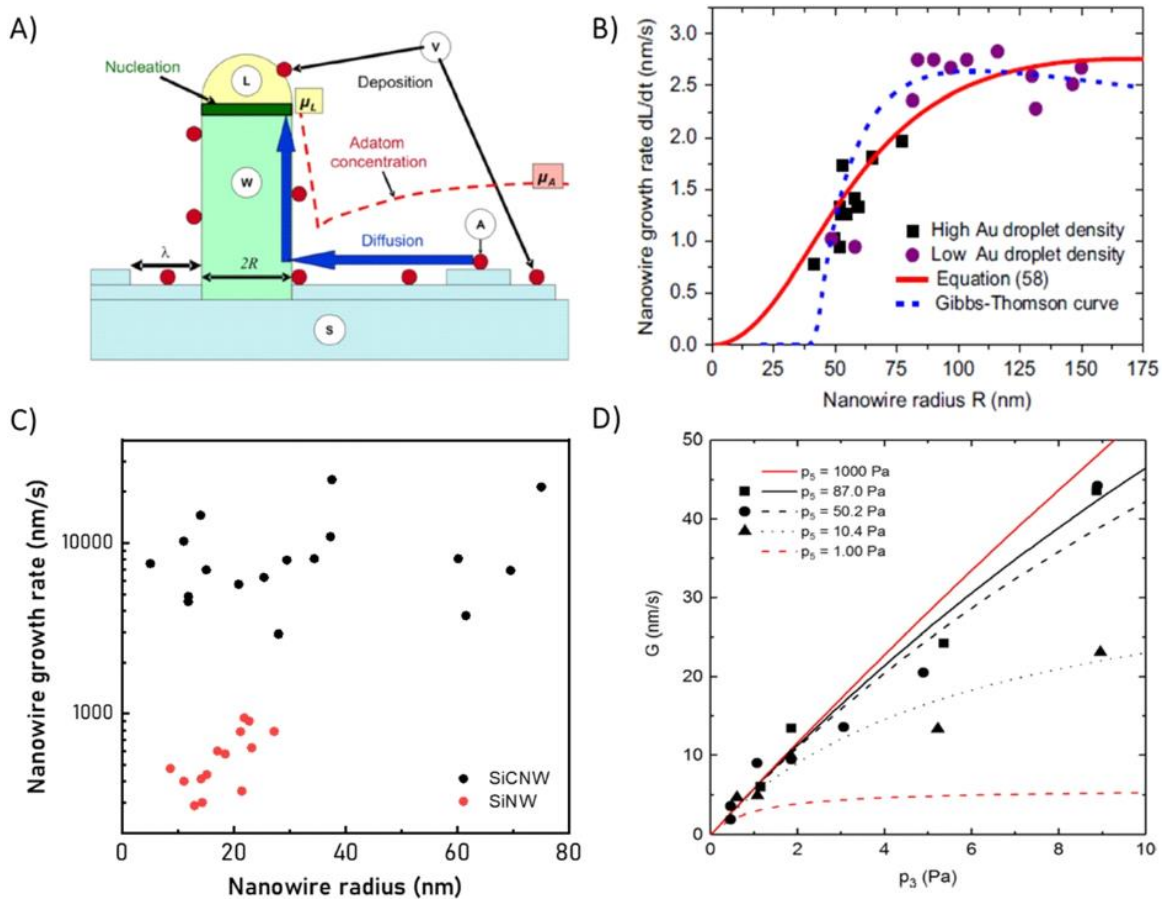 A)
Nucleation
L
V
Deposition
μL
Adatom
concentration
μA
W
A
Diffusion
λ
2R
S
B)
Nanowire growth rate dL/dt (nm/s)
3.0
2.5
2.0
1.5
1.0
0.5
0.0
High Au droplet density
Low Au droplet density
Equation (58)
Gibbs-Thomson curve
0 25 50 75 100 125 150 175
Nanowire radius R (nm)
C)
Nanowire growth rate (nm/s)
10000
1000
SiCNW
SiNW
0 20 40 60 80
Nanowire radius (nm)
D)
G (nm/s)
50
40
30
20
10
0
p5 = 1000 Pa
p5 = 87.0 Pa
p5 = 50.2 Pa
p5 = 10.4 Pa
p5 = 1.00 Pa
0 2 4 6 8 10
p3 (Pa)